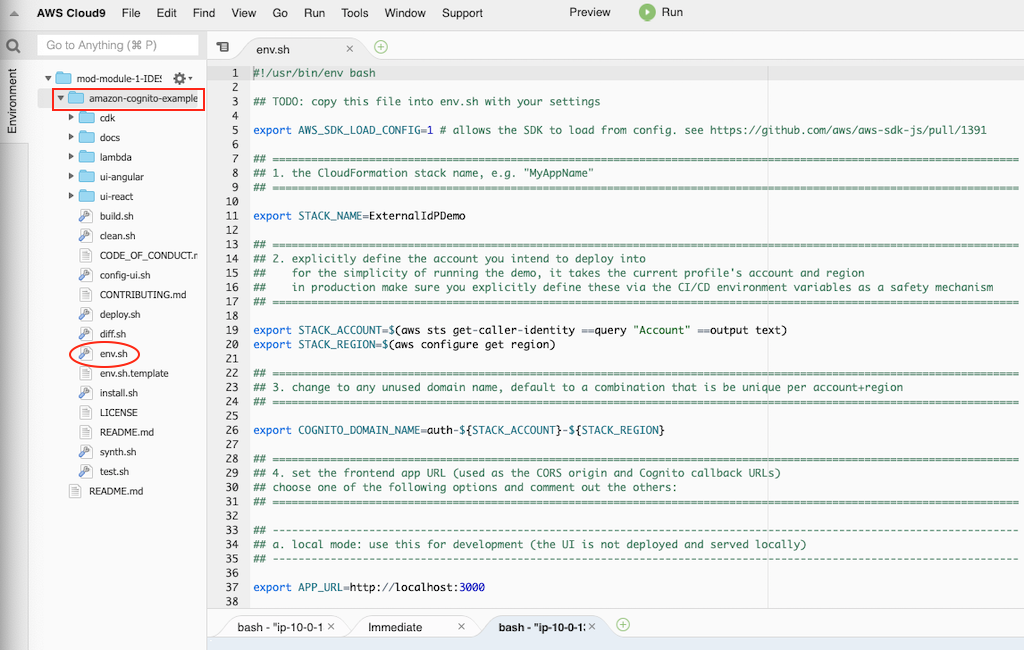 AWS Cloud9 File Edit Find View Go Run Tools Window Support Preview Run
Go to Anything (⌘ P)
Environment
mod-module-1-IDE
amazon-cognito-example
cdk
docs
lambda
ui-angular
ui-react
build.sh
clean.sh
CODE_OF_CONDUCT.r
config-ui.sh
CONTRIBUTING.md
deploy.sh
diff.sh
env.sh
env.sh.template
install.sh
LICENSE
README.md
synth.sh
test.sh
README.md
env.sh
1 #!/usr/bin/env bash
2
3 ## TODO: copy this file into env.sh with your settings
4
5 export AWS_SDK_LOAD_CONFIG=1 # allows the SDK to load from config. see https://github.com/aws/aws-sdk-js/pull/1391
6
7 ## ===================================================================================================================
8 ## 1. the CloudFormation stack name, e.g. "MyAppName"
9 ## ===================================================================================================================
10
11 export STACK_NAME=ExternalIdPDemo
12
13 ## ===================================================================================================================
14 ## 2. explicitly define the account you intend to deploy into
15 ##    for the simplicity of running the demo, it takes the current profile's account and region
16 ##    in production make sure you explicitly define these via the CI/CD environment variables as a safety mechanism
17 ## ===================================================================================================================
18
19 export STACK_ACCOUNT=$(aws sts get-caller-identity ==query "Account" ==output text)
20 export STACK_REGION=$(aws configure get region)
21
22 ## ===================================================================================================================
23 ## 3. change to any unused domain name, default to a combination that is be unique per account+region
24 ## ===================================================================================================================
25
26 export COGNITO_DOMAIN_NAME=auth-${STACK_ACCOUNT}-${STACK_REGION}
27
28 ## ===================================================================================================================
29 ## 4. set the frontend app URL (used as the CORS origin and Cognito callback URLs)
30 ## choose one of the following options and comment out the others:
31 ## ===================================================================================================================
32
33 ## -------------------------------------------------------------------------------------------------------------------
34 ## a. local mode: use this for development (the UI is not deployed and served locally)
35 ## -------------------------------------------------------------------------------------------------------------------
36
37 export APP_URL=http://localhost:3000
38
bash - "ip-10-0-1 Immediate bash - "ip-10-0-1: